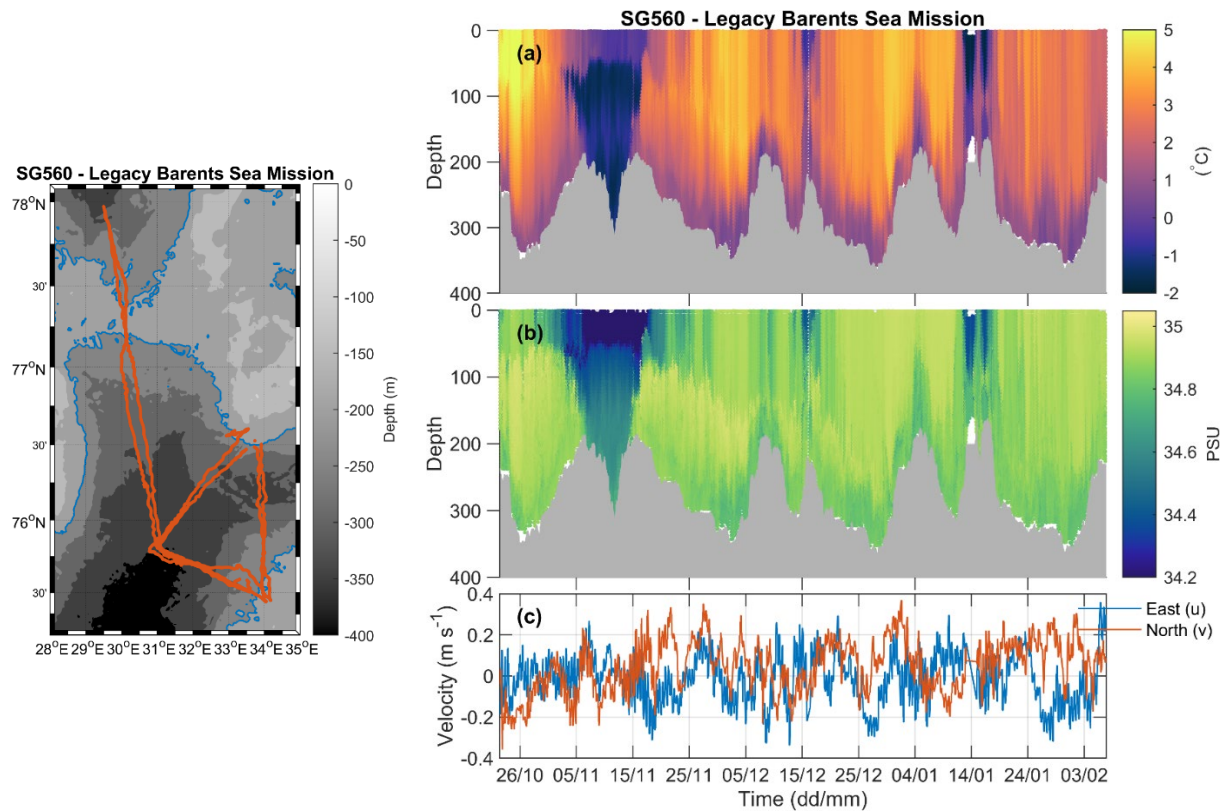 SG560 - Legacy Barents Sea Mission
78°N
3'
77°N
3'
76°N
3'
28°E 29°E 30°E 31°E 32°E 33°E 34°E 35°E
0
-50
-100
-150
-200
-250
-300
-350
-400
Depth (m)
SG560 - Legacy Barents Sea Mission
(a)
0
100
200
300
400
Depth
5
4
3
2
1
0
-1
-2
(°C)
(b)
0
100
200
300
400
Depth
35
34.8
34.6
34.4
34.2
PSU
(c)
0.4
0.2
0
-0.2
-0.4
Velocity (m s⁻¹)
East (u)
North (v)
26/10 05/11 15/11 25/11 05/12 15/12 25/12 04/01 14/01 24/01 03/02
Time (dd/mm)